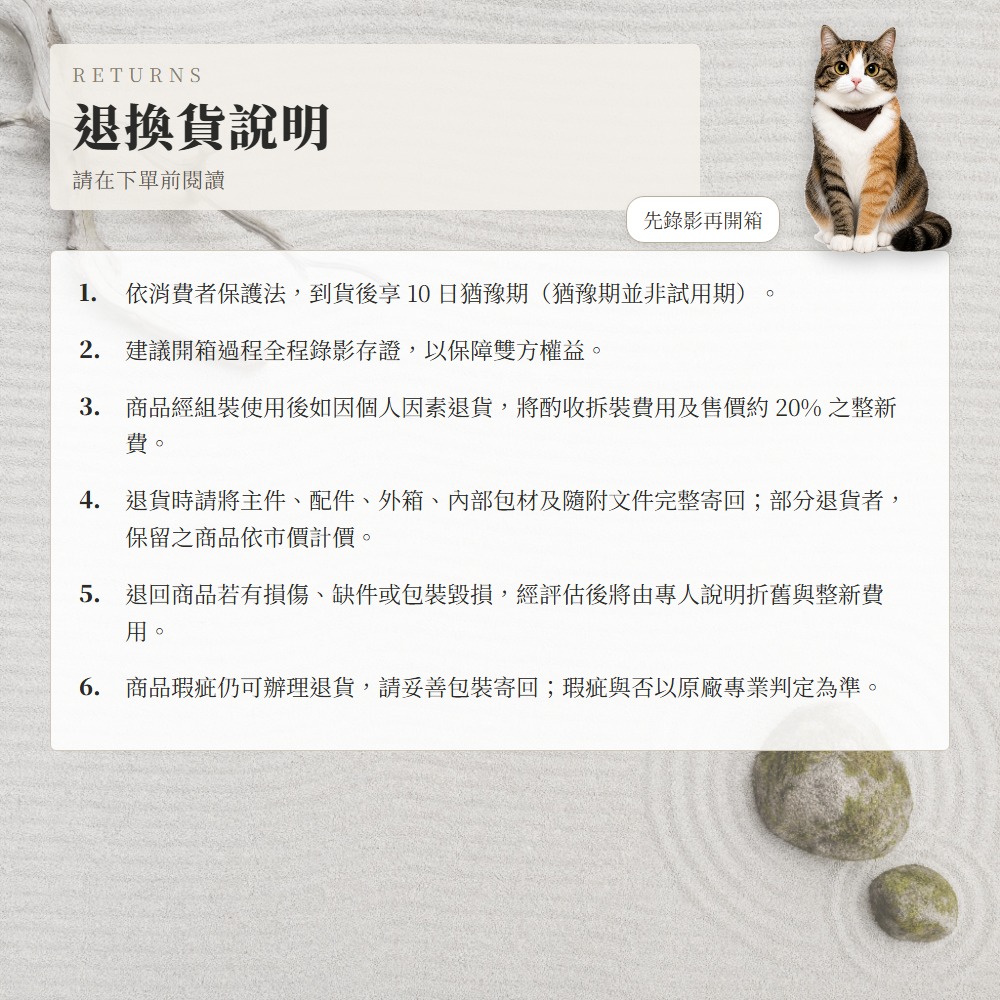 RETURNS
退換貨說明
請在下單前閱讀
先錄影再開箱
1. 依消費者保護法，到貨後享 10 日猶豫期（猶豫期並非試用期）。
2. 建議開箱過程全程錄影存證，以保障雙方權益。
3. 商品經組裝使用後如因個人因素退貨，將酌收拆裝費用及售價約 20% 之整新
費。
4. 退貨時請將主件、配件、外箱、內部包材及隨附文件完整寄回；部分退貨者，
保留之商品依市價計價。
5. 退回商品若有損傷、缺件或包裝毀損，經評估後將由專人說明折舊與整新費
用。
6. 商品瑕疵仍可辦理退貨，請妥善包裝寄回；瑕疵與否以原廠專業判定為準。